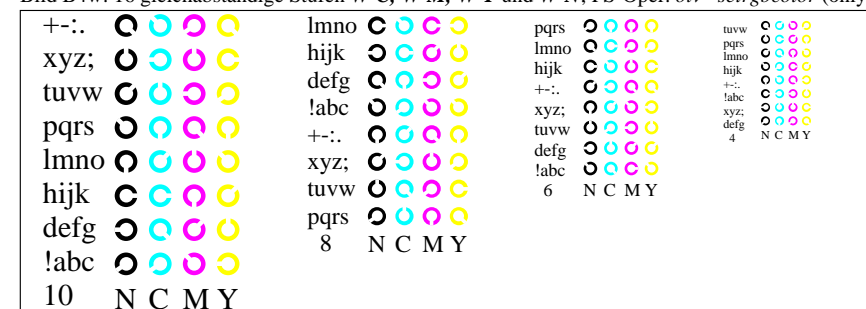 +-:.
xyz;
tuvw
pqrs
lmno
hijk
defg
!abc
10 N C M Y
lmno
hijk
defg
!abc
+-:.
xyz;
tuvw
pqrs
8 N C M Y
pqrs
lmno
hijk
+-:.
xyz;
tuvw
defg
!abc
6 N C M Y
tuvw
pqrs
lmno
hijk
+-:.
!abc
xyz;
defg
4 N C M Y